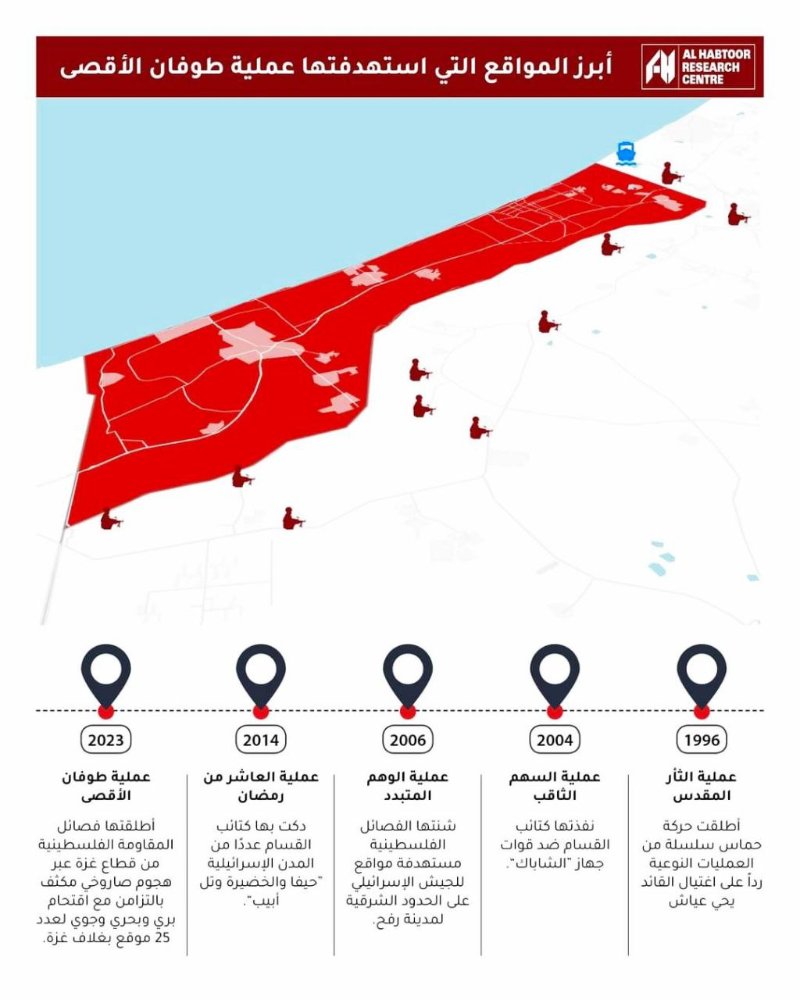 أبرز المواقع التي استهدفتها عملية طوفان الأقصى
AL HABTOOR
RESEARCH
CENTRE
1996
عملية الثأر
المقدس
أطلقت حركة
حماس سلسلة من
العمليات النوعية
رداً على اغتيال القائد
يحي عياش
2004
عملية السهم
الثاقب
نفذتها كتائب
القسام ضد قوات
جهاز "الشاباك".
2006
عملية الوهم
المتبدد
شنتها الفصائل
الفلسطينية
مستهدفة مواقع
للجيش الإسرائيلي
على الحدود الشرقية
لمدينة رفح.
2014
عملية العاشر من
رمضان
دكت بها كتائب
القسام عددًا من
المدن الإسرائيلية
"حيفا والخضيرة وتل
أبيب".
2023
عملية طوفان
الأقصى
أطلقتها فصائل
المقاومة الفلسطينية
من قطاع غزة عبر
هجوم صاروخي مكثف
بالتزامن مع اقتحام
بري وبحري وجوي لعدد
25 موقع بغلاف غزة.